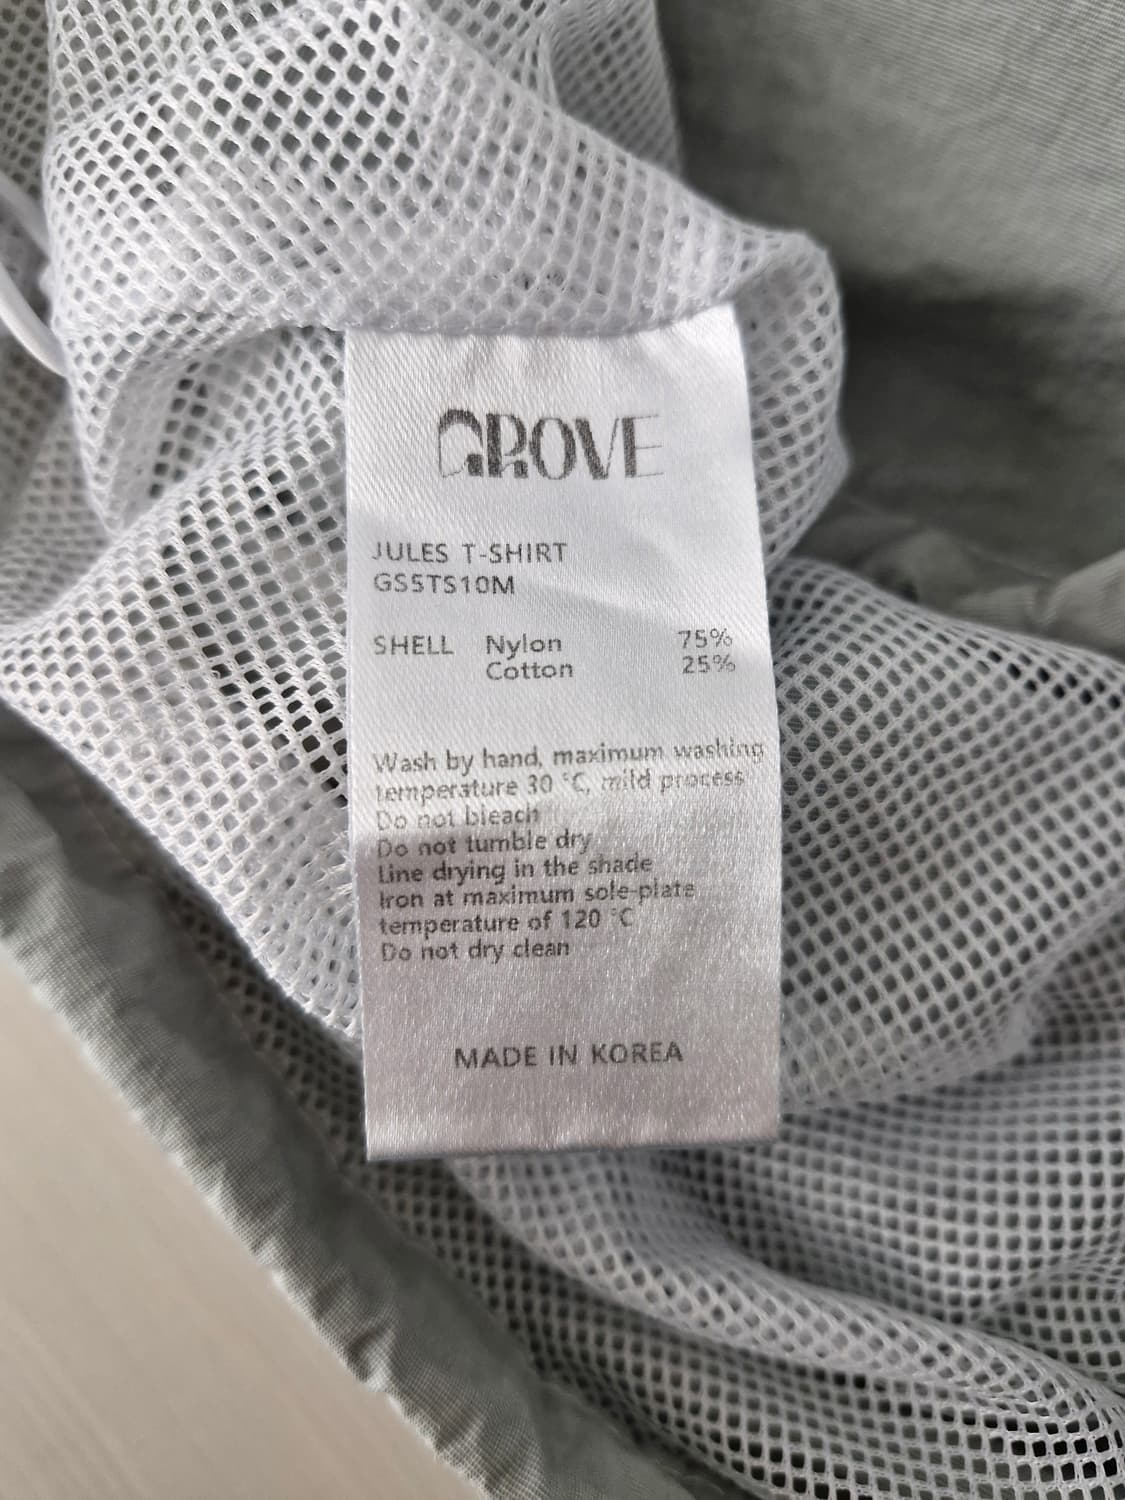 GROVE
JULES T-SHIRT
GS5TS10M
SHELL Nylon 75%
Cotton 25%
Wash by hand, maximum washing
temperature 30 °C, mild process
Do not bleach
Do not tumble dry
Line drying in the shade
Iron at maximum sole-plate
temperature of 120 °C
Do not dry clean
MADE IN KOREA